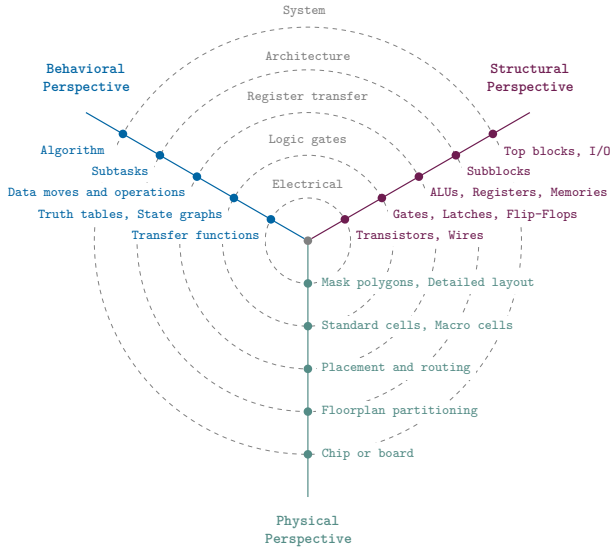 System
Architecture
Behavioral
Perspective
Structural
Perspective
Register transfer
Logic gates
Algorithm
Top blocks, I/O
Subtasks
Subblocks
Electrical
Data moves and operations
ALUs, Registers, Memories
Truth tables, State graphs
Gates, Latches, Flip-Flops
Transfer functions
Transistors, Wires
Mask polygons, Detailed layout
Standard cells, Macro cells
Placement and routing
Floorplan partitioning
Chip or board
Physical
Perspective